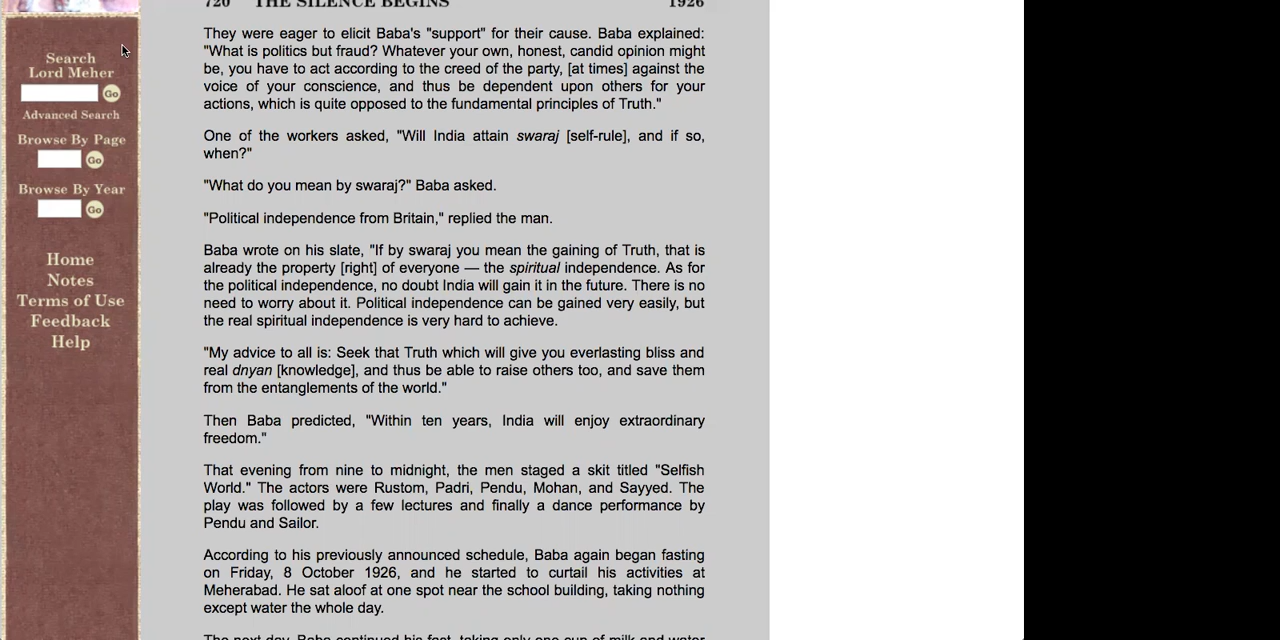 Search
Lord Meher
Go
Advanced Search
Browse By Page
Go
Browse By Year
Go
Home
Notes
Terms of Use
Feedback
Help
720 THE SILENCE BEGINS 1926
They were eager to elicit Baba's "support" for their cause. Baba explained:
"What is politics but fraud? Whatever your own, honest, candid opinion might
be, you have to act according to the creed of the party, [at times] against the
voice of your conscience, and thus be dependent upon others for your
actions, which is quite opposed to the fundamental principles of Truth."
One of the workers asked, "Will India attain swaraj [self-rule], and if so,
when?"
"What do you mean by swaraj?" Baba asked.
"Political independence from Britain," replied the man.
Baba wrote on his slate, "If by swaraj you mean the gaining of Truth, that is
already the property [right] of everyone — the spiritual independence. As for
the political independence, no doubt India will gain it in the future. There is no
need to worry about it. Political independence can be gained very easily, but
the real spiritual independence is very hard to achieve.
"My advice to all is: Seek that Truth which will give you everlasting bliss and
real dnyan [knowledge], and thus be able to raise others too, and save them
from the entanglements of the world."
Then Baba predicted, "Within ten years, India will enjoy extraordinary
freedom."
That evening from nine to midnight, the men staged a skit titled "Selfish
World." The actors were Rustom, Padri, Pendu, Mohan, and Sayyed. The
play was followed by a few lectures and finally a dance performance by
Pendu and Sailor.
According to his previously announced schedule, Baba again began fasting
on Friday, 8 October 1926, and he started to curtail his activities at
Meherabad. He sat aloof at one spot near the school building, taking nothing
except water the whole day.
The next day, Baba continued his fast, taking only one cup of milk and water